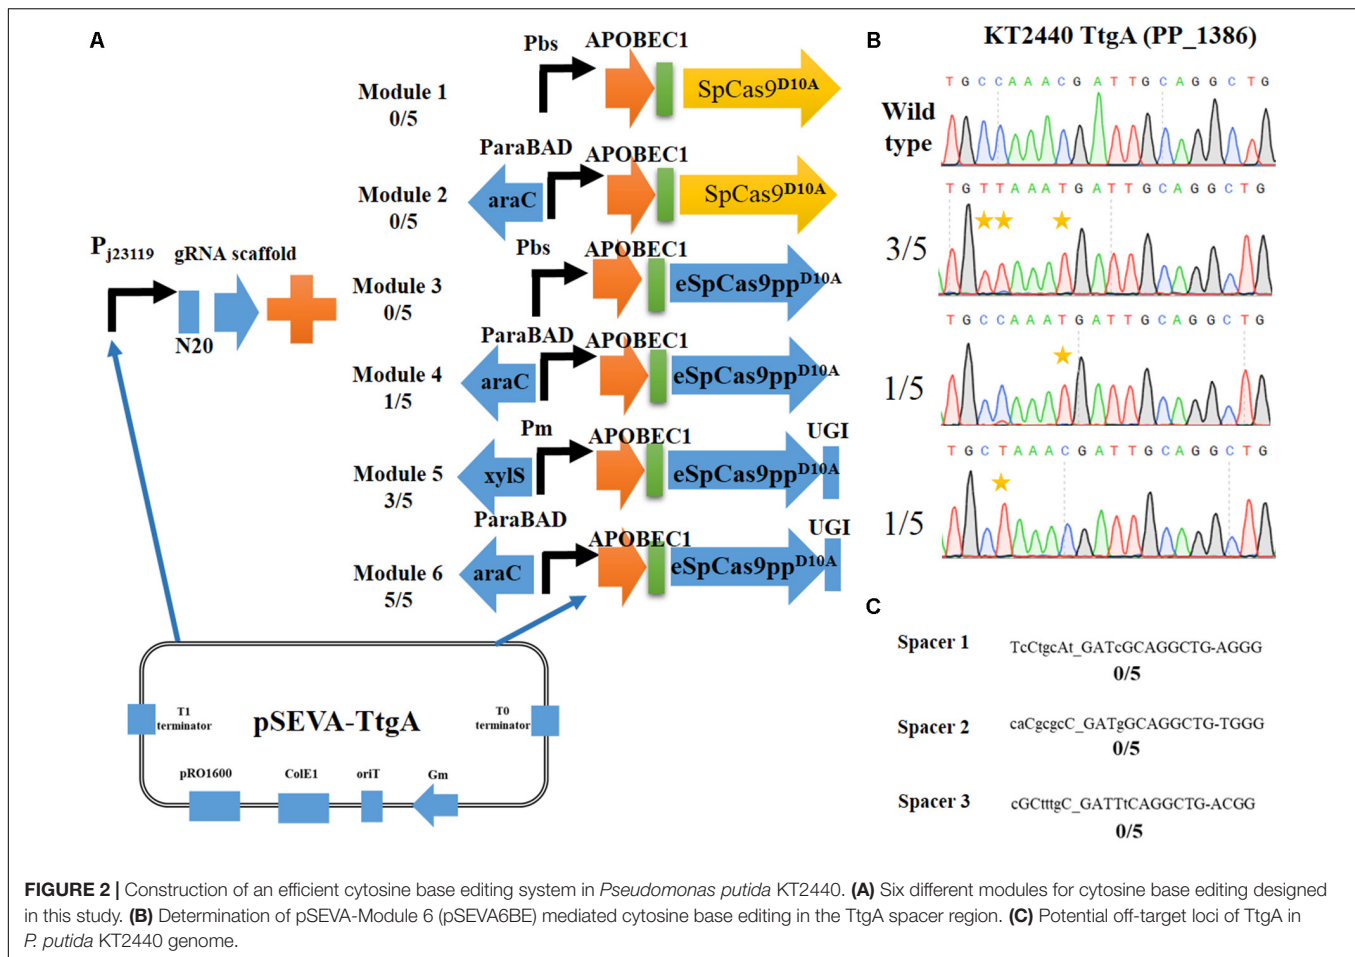 A
Pbs
APOBEC1
Module 1
0/5
SpCas9D10A
ParaBAD
APOBEC1
Module 2
0/5
araC
SpCas9D10A
Pj23119
gRNA scaffold
N20
Pbs
APOBEC1
Module 3
0/5
eSpCas9ppD10A
ParaBAD
APOBEC1
Module 4
1/5
araC
eSpCas9ppD10A
Pm
APOBEC1
UGI
Module 5
3/5
xylS
eSpCas9ppD10A
ParaBAD
APOBEC1
UGI
Module 6
5/5
araC
eSpCas9ppD10A
T1
terminator
pSEVA-TtgA
T0
terminator
pRO1600
ColE1
oriT
Gm
B
KT2440 TtgA (PP_1386)
T G C C A A A C G A T T G C A G G C T G
Wild
type
T G T T A A A T G A T T G C A G G C T G
3/5
T G C C A A A T G A T T G C A G G C T G
1/5
T G C T A A A C G A T T G C A G G C T G
1/5
C
Spacer 1
TcCtgcAt_GATcGCAGGCTG-AGGG
0/5
Spacer 2
caCgcgcC_GATgGCAGGCTG-TGGG
0/5
Spacer 3
cGCtttgC_GATTtCAGGCTG-ACGG
0/5
FIGURE 2 | Construction of an efficient cytosine base editing system in Pseudomonas putida KT2440. (A) Six different modules for cytosine base editing designed
in this study. (B) Determination of pSEVA-Module 6 (pSEVA6BE) mediated cytosine base editing in the TtgA spacer region. (C) Potential off-target loci of TtgA in
P. putida KT2440 genome.